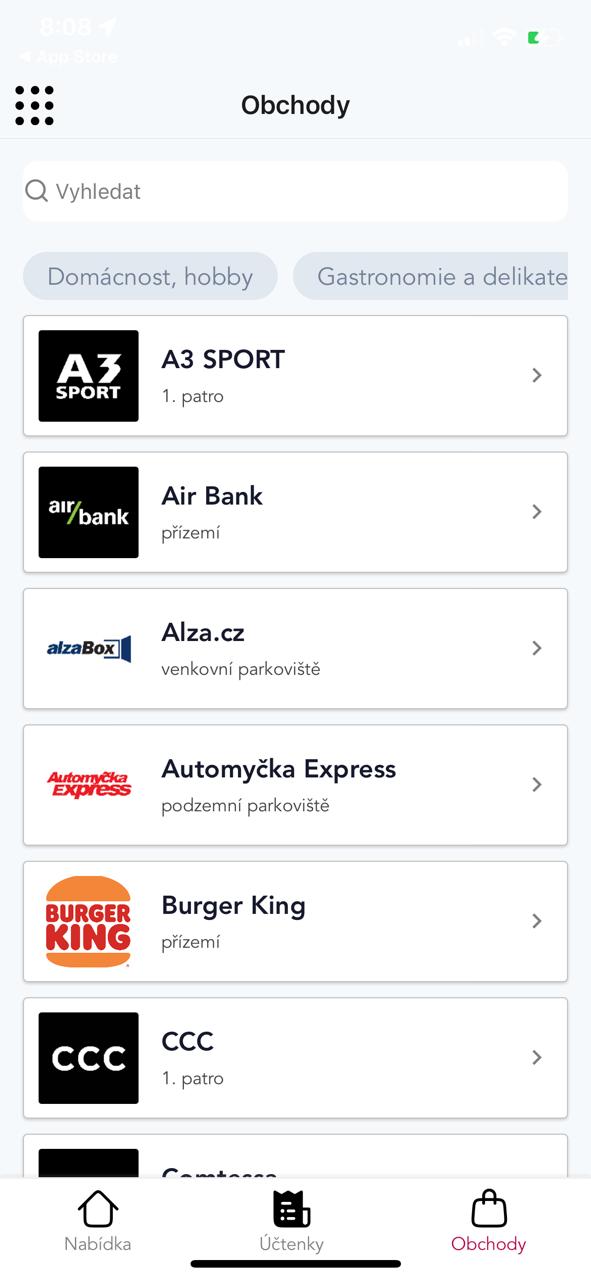 8:08
App Store
Obchody
Vyhledat
Domácnost, hobby
Gastronomie a delikate
A3
SPORT
A3 SPORT
1. patro
air/bank
Air Bank
přízemí
alzaBox
Alza.cz
venkovní parkoviště
Automyčka
Express
Automyčka Express
podzemní parkoviště
BURGER
KING
Burger King
přízemí
CCC
CCC
1. patro
Comtessa
Nabídka
Účtenky
Obchody